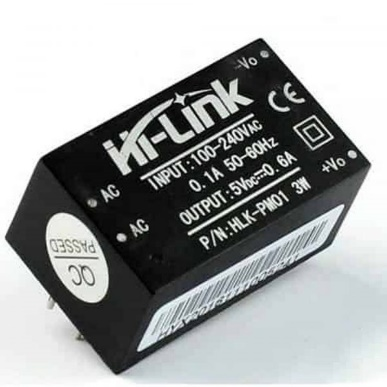 -Vo
Hi-Link
INPUT:100-240VAC
0.1A 50-60Hz
OUTPUT:5VDC⎓0.6A
P/N:HLK-PM01 3W
AC
AC
+Vo
CE
QC
PASSED